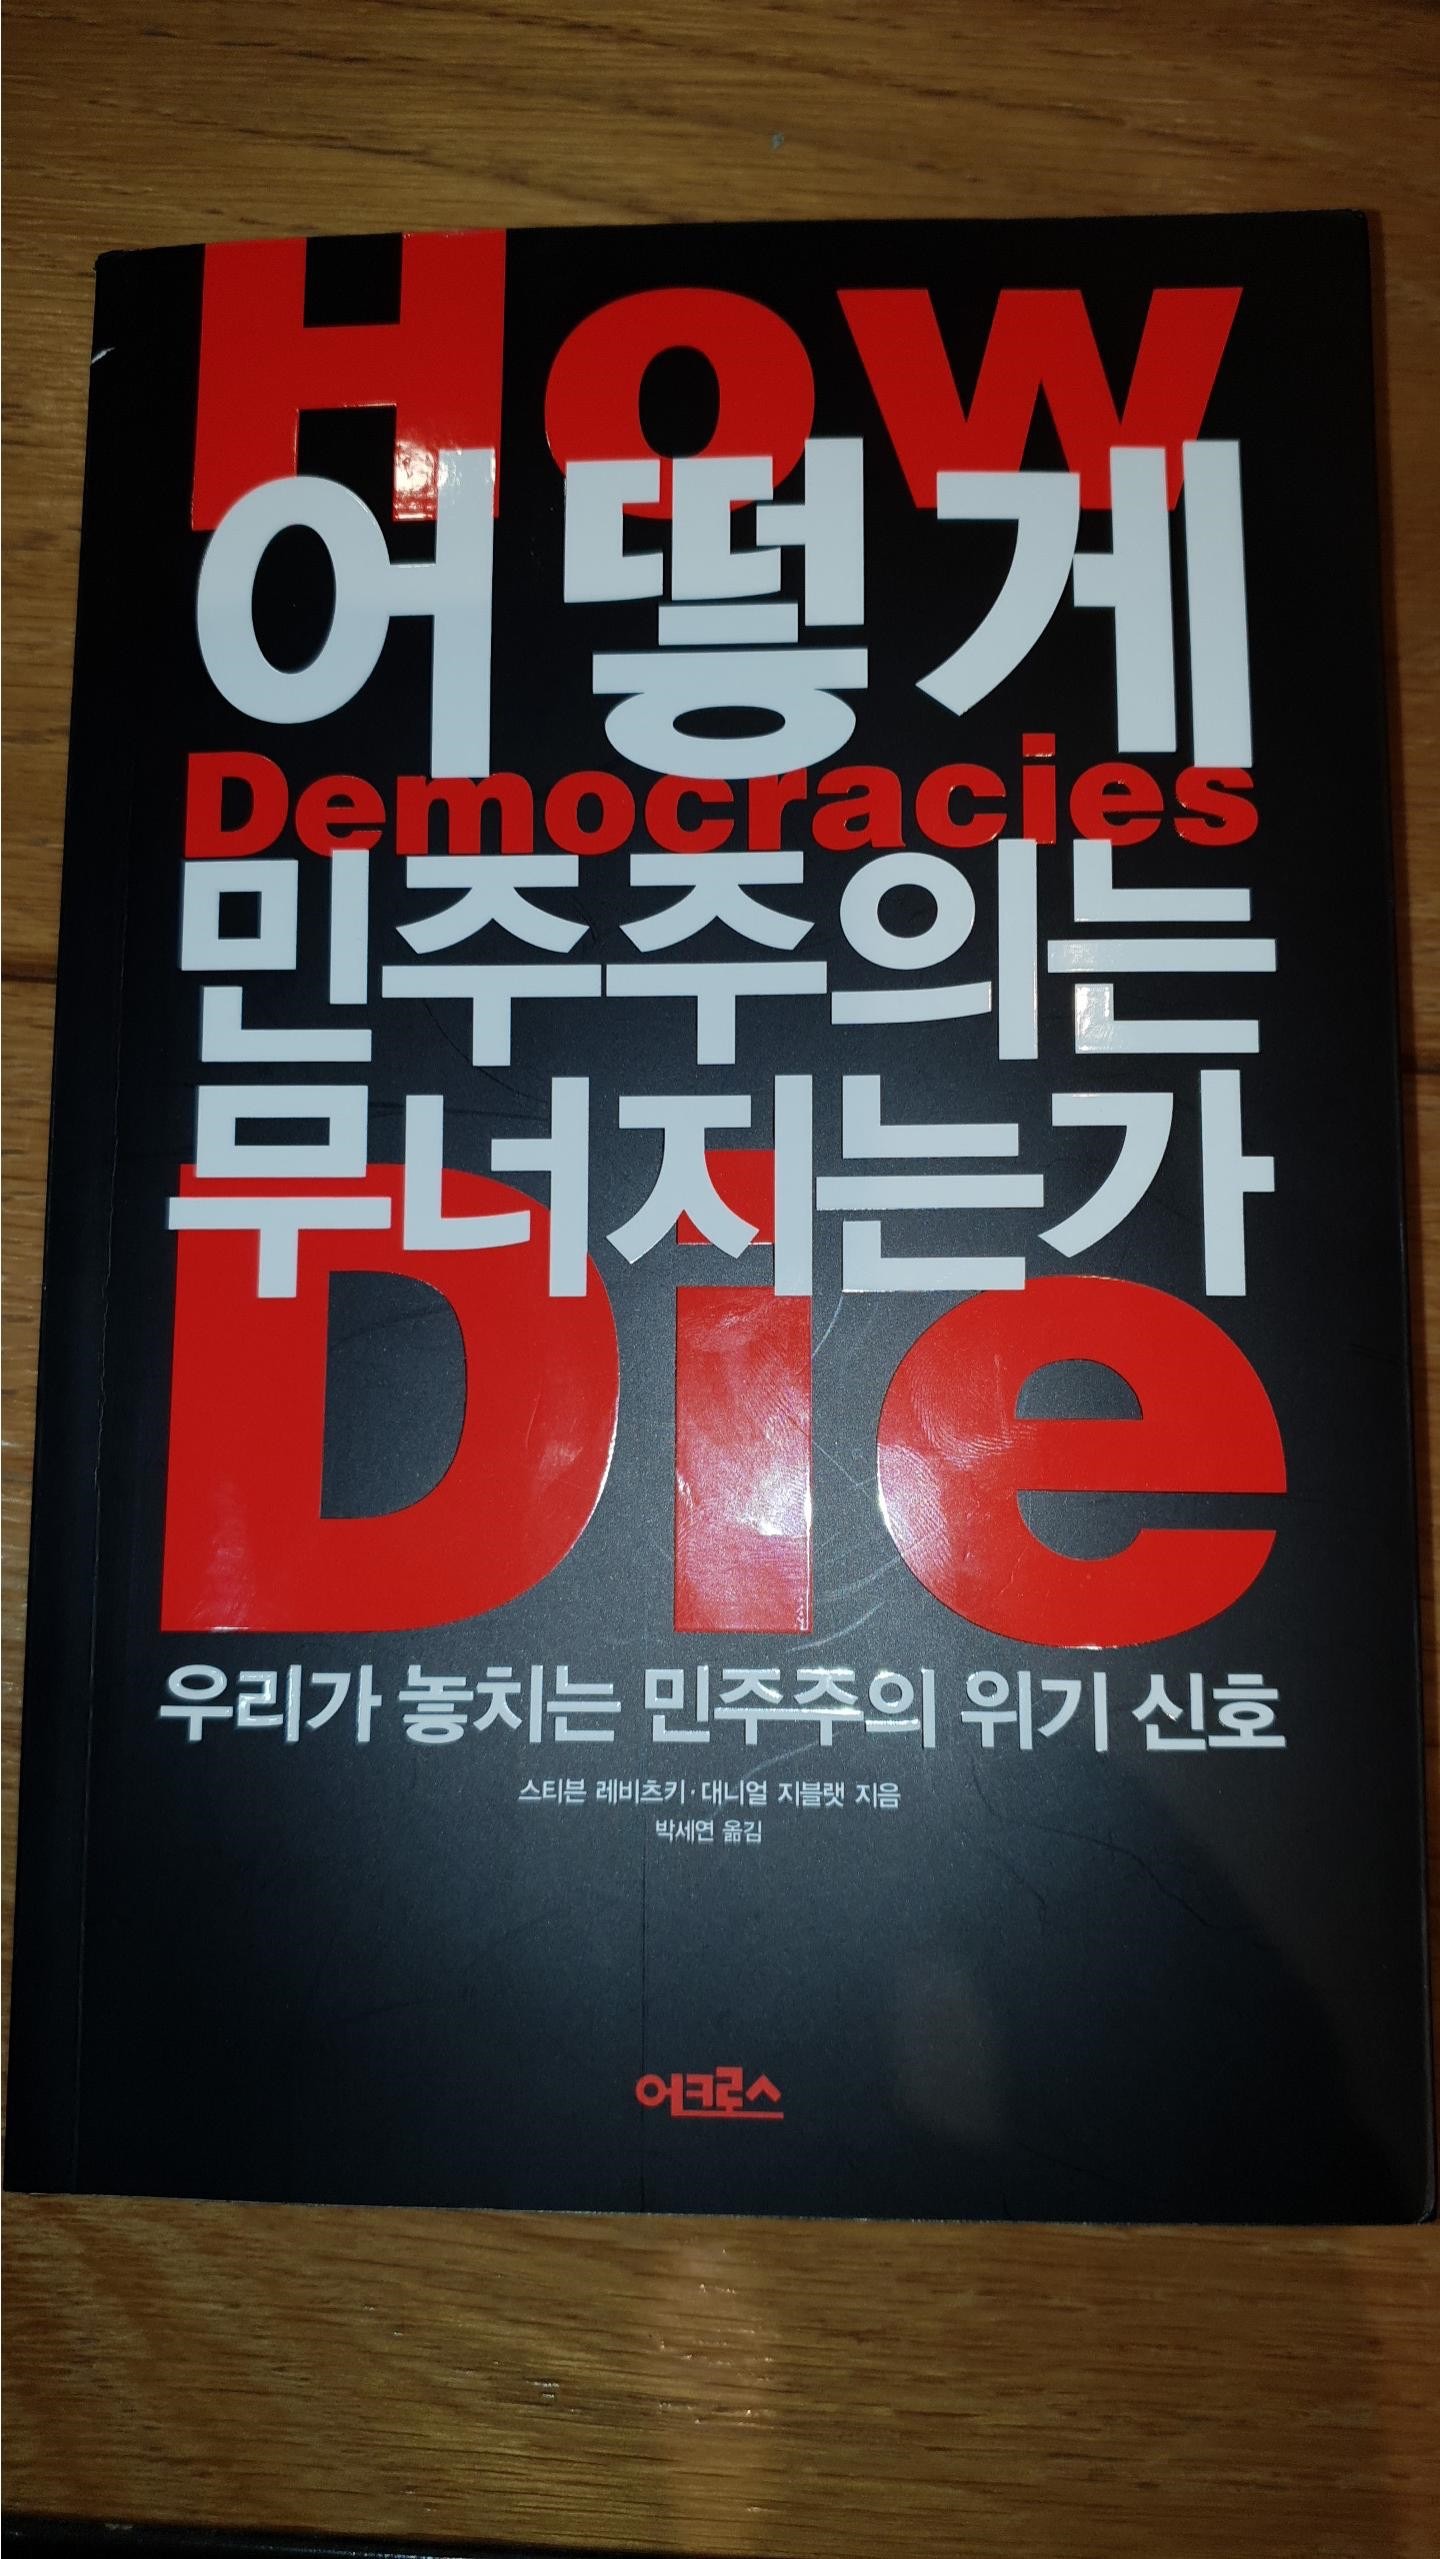 How
어떻게
Democracies
민주주의는
무너지는가
Die
우리가 놓치는 민주주의 위기 신호
스티븐 레비츠키·대니얼 지블랫 지음
박세연 옮김
어크로스